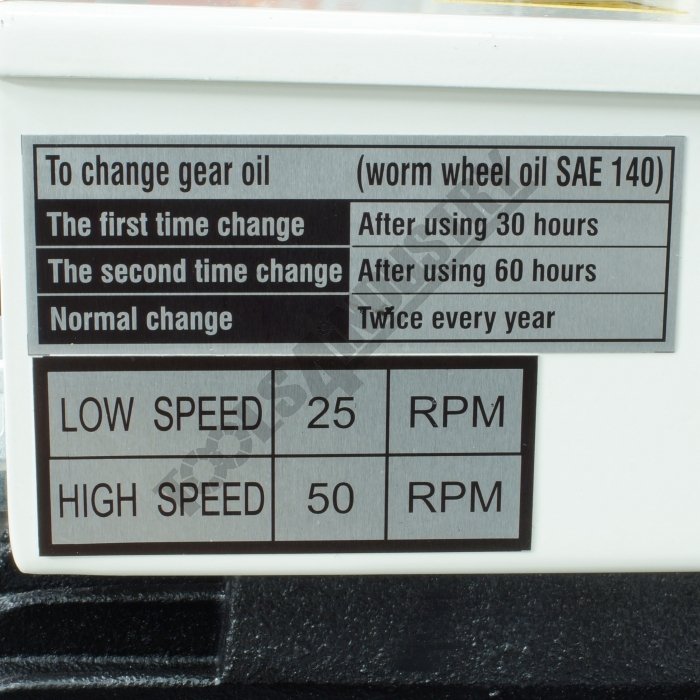 To change gear oil (worm wheel oil SAE 140)
The first time change After using 30 hours
The second time change After using 60 hours
Normal change Twice every year
LOW SPEED 25 RPM
HIGH SPEED 50 RPM
TOOLS4INDUSTRY